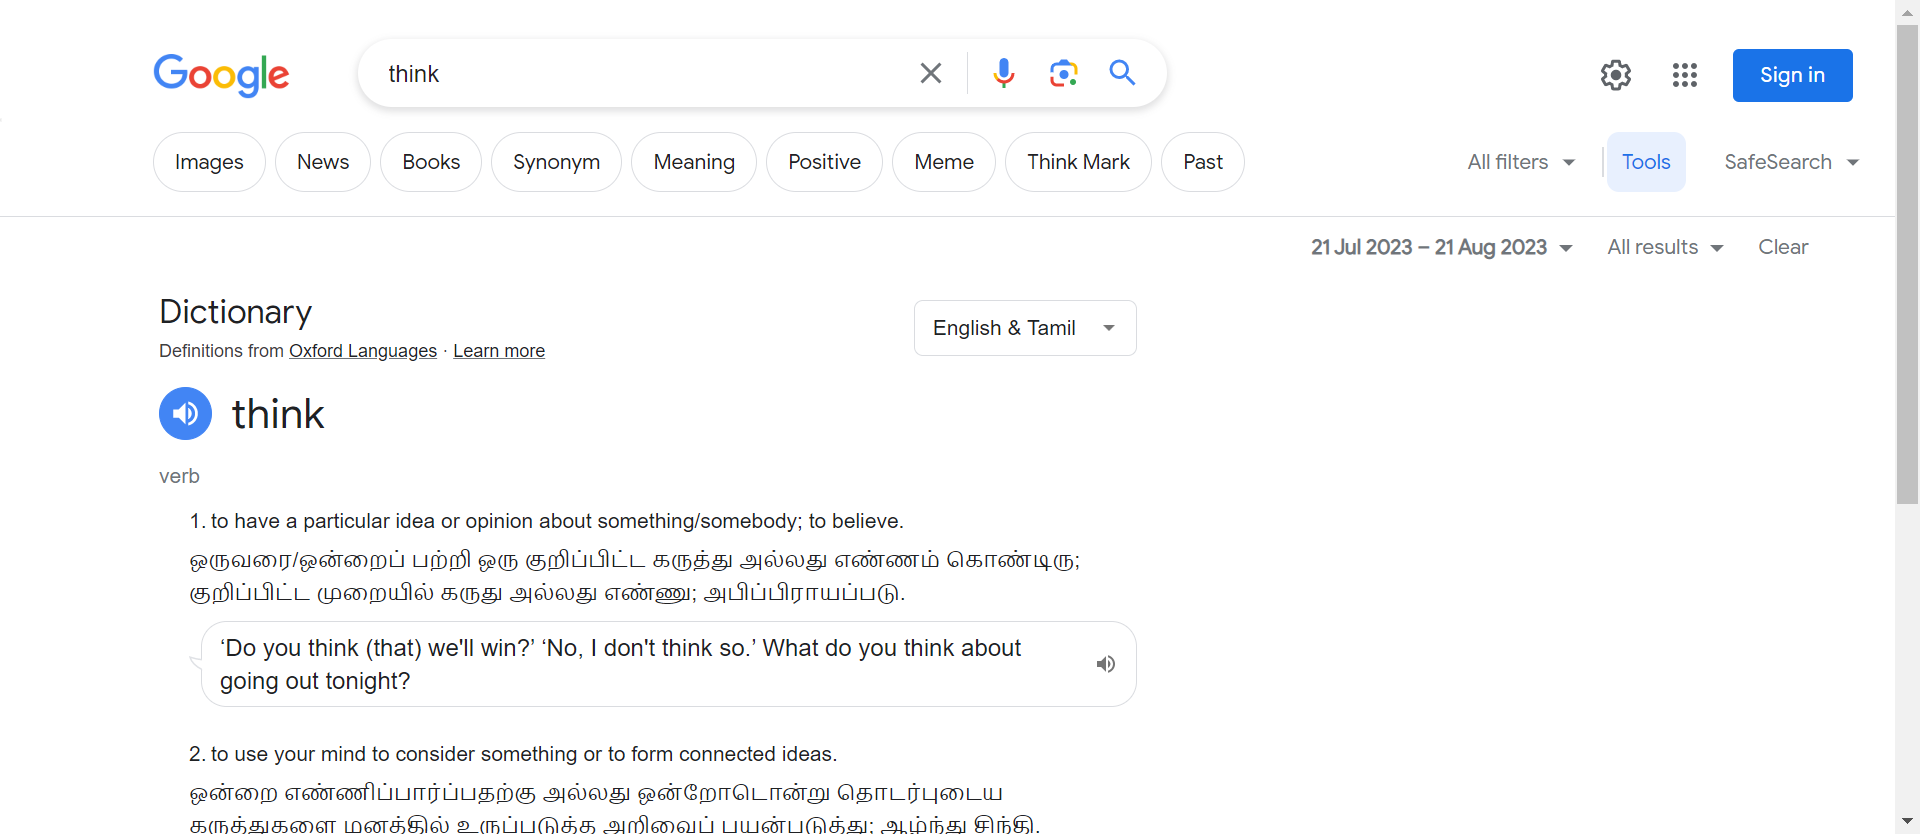 Google
think
Sign in
Images
News
Books
Synonym
Meaning
Positive
Meme
Think Mark
Past
All filters
Tools
SafeSearch
21 Jul 2023 – 21 Aug 2023
All results
Clear
Dictionary
English & Tamil
Definitions from Oxford Languages · Learn more
think
verb
1. to have a particular idea or opinion about something/somebody; to believe.
ஒருவரை/ஒன்றைப் பற்றி ஒரு குறிப்பிட்ட கருத்து அல்லது எண்ணம் கொண்டிரு;
குறிப்பிட்ட முறையில் கருது அல்லது எண்ணு; அபிப்பிராயப்படு.
‘Do you think (that) we'll win?’ ‘No, I don't think so.’ What do you think about
going out tonight?
2. to use your mind to consider something or to form connected ideas.
ஒன்றை எண்ணிப்பார்ப்பதற்கு அல்லது ஒன்றோடொன்று தொடர்புடைய
கருத்துகளை மனத்தில் உருப்படுத்த அறிவைப் பயன்படுத்து; ஆழ்ந்து சிந்தி.